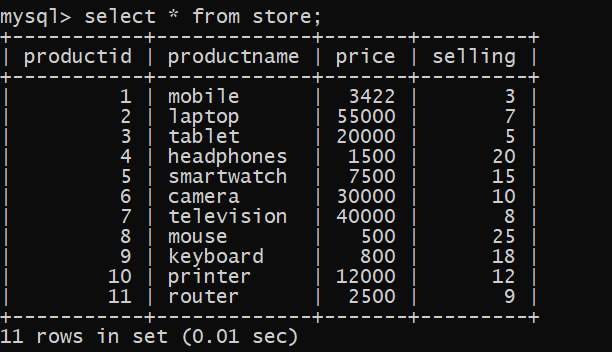 mysql> select * from store;
+-----------+-------------+-------+---------+
| productid | productname | price | selling |
+-----------+-------------+-------+---------+
|         1 | mobile      |  3422 |       3 |
|         2 | laptop      | 55000 |       7 |
|         3 | tablet      | 20000 |       5 |
|         4 | headphones  |  1500 |      20 |
|         5 | smartwatch  |  7500 |      15 |
|         6 | camera      | 30000 |      10 |
|         7 | television  | 40000 |       8 |
|         8 | mouse       |   500 |      25 |
|         9 | keyboard    |   800 |      18 |
|        10 | printer     | 12000 |      12 |
|        11 | router      |  2500 |       9 |
+-----------+-------------+-------+---------+
11 rows in set (0.01 sec)